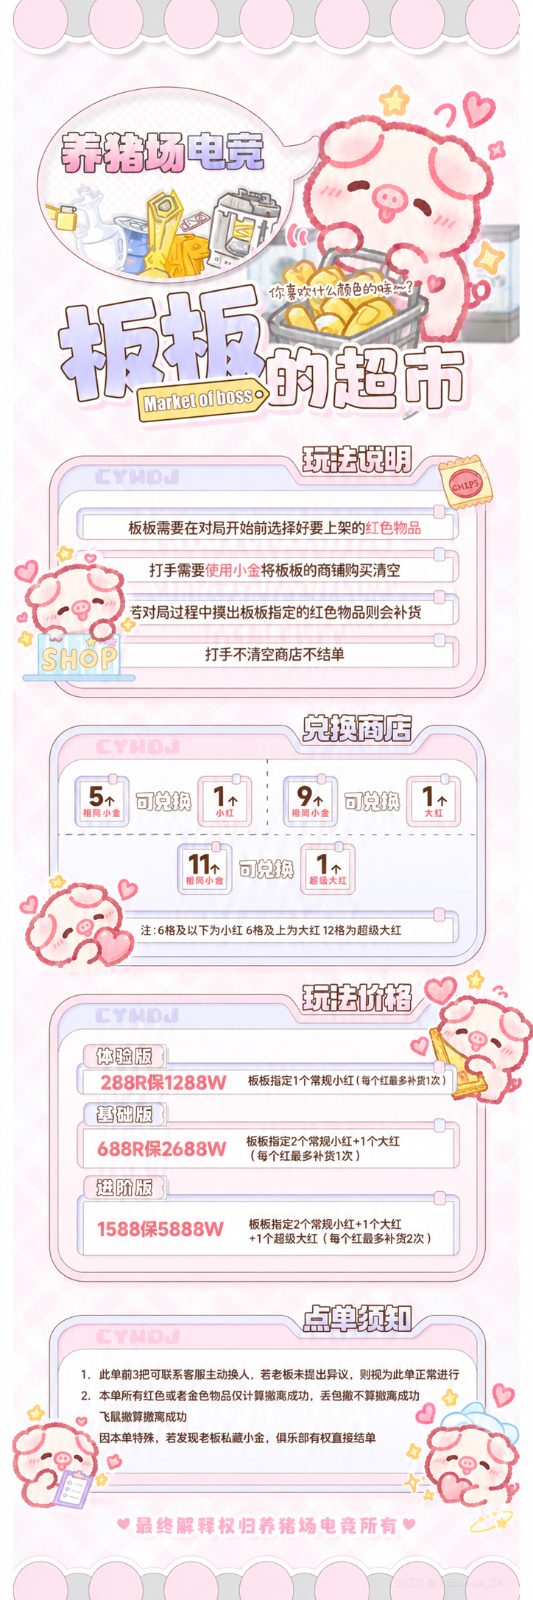 养猪场电竞
你喜欢什么颜色的咪~~?
板板的超市
Market of boss
玩法说明
CYWDJ
CHIPS
板板需要在对局开始前选择好要上架的红色物品
打手需要使用小金将板板的商铺购买清空
若对局过程中摸出板板指定的红色物品则会补货
打手不清空商店不结单
SHOP
兑换商店
CYWDJ
5个相同小金 可兑换 1个小红
9个相同小金 可兑换 1个大红
11个相同小金 可兑换 1个超级大红
注:6格及以下为小红 6格及上为大红 12格为超级大红
玩法价格
CYWDJ
体验版
288R保1288W 板板指定1个常规小红(每个红最多补货1次)
基础版
688R保2688W 板板指定2个常规小红+1个大红
(每个红最多补货1次)
进阶版
1588保5888W 板板指定2个常规小红+1个大红
+1个超级大红(每个红最多补货2次)
点单须知
CYWDJ
1. 此单前3把可联系客服主动换人，若老板未提出异议，则视为此单正常进行
2. 本单所有红色或者金色物品仅计算撤离成功，丢包撤不算撤离成功
飞鼠撤算撤离成功
因本单特殊，若发现老板私藏小金，俱乐部有权直接结单
最终解释权归养猪场电竞所有